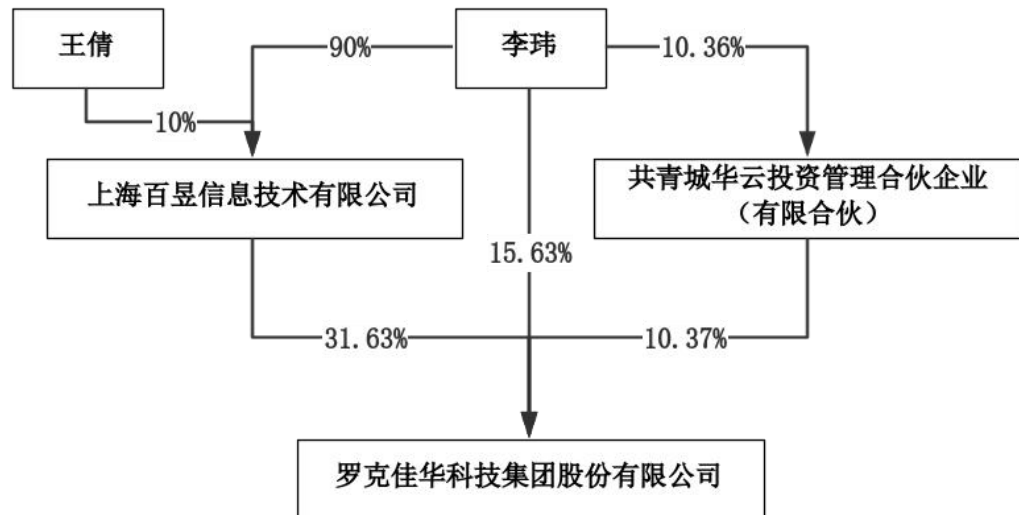 王倩
90%
李玮
10.36%
10%
上海百昱信息技术有限公司
共青城华云投资管理合伙企业
（有限合伙）
15.63%
31.63%
10.37%
罗克佳华科技集团股份有限公司